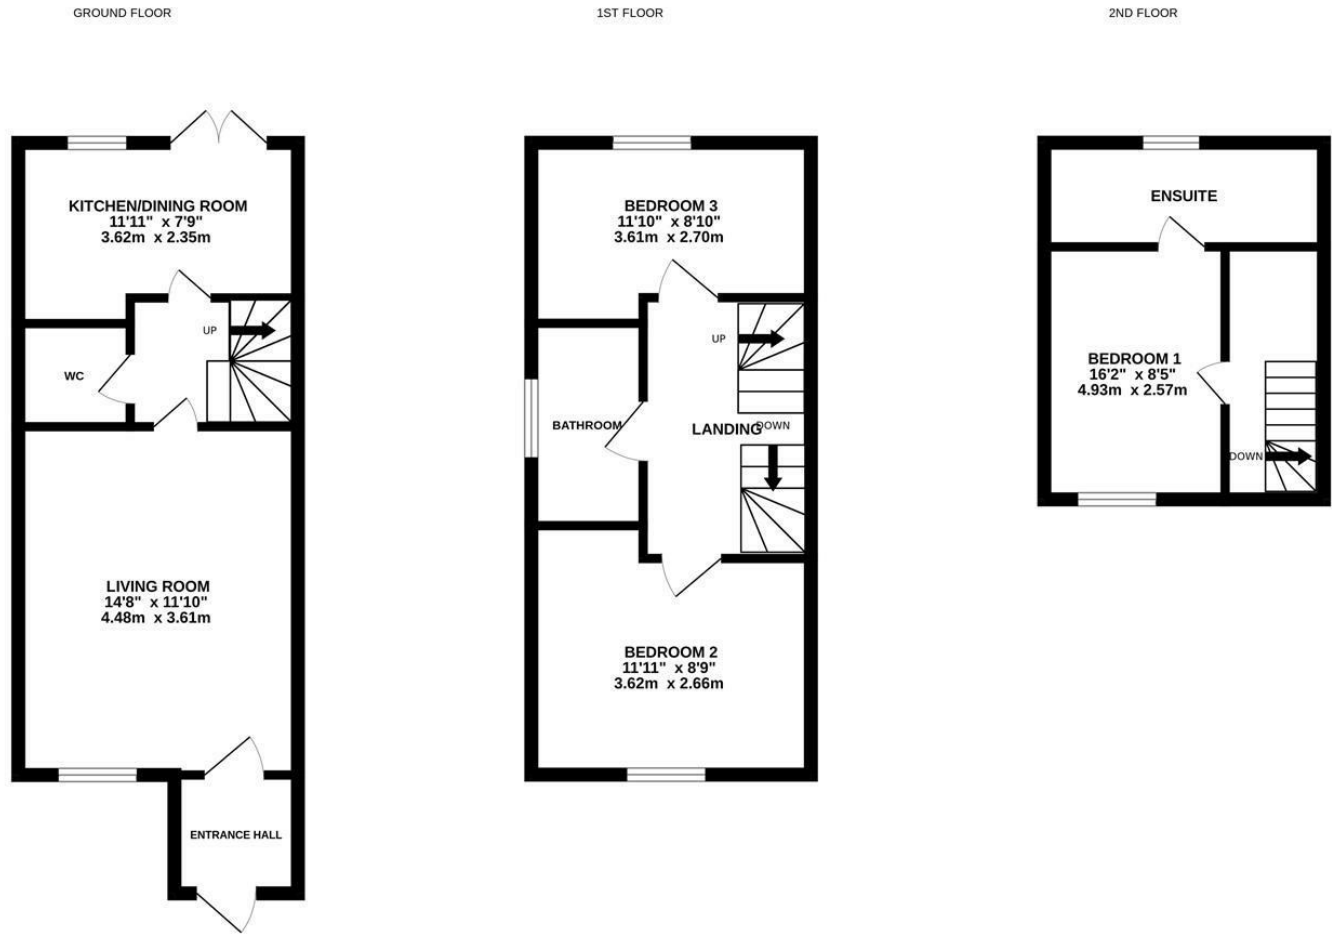 GROUND FLOOR
KITCHEN/DINING ROOM
11'11" x 7'9"
3.62m x 2.35m
UP
WC
LIVING ROOM
14'8" x 11'10"
4.48m x 3.61m
ENTRANCE HALL
1ST FLOOR
BEDROOM 3
11'10" x 8'10"
3.61m x 2.70m
UP
BATHROOM
LANDING
DOWN
BEDROOM 2
11'11" x 8'9"
3.62m x 2.66m
2ND FLOOR
ENSUITE
BEDROOM 1
16'2" x 8'5"
4.93m x 2.57m
DOWN